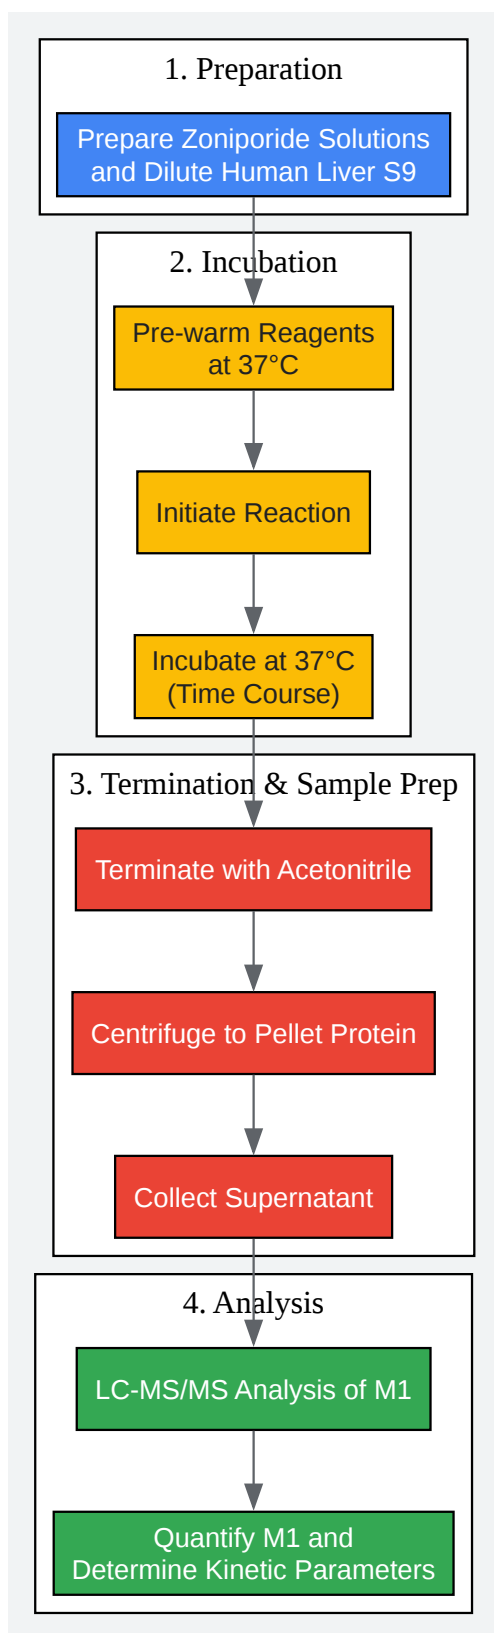 1. Preparation
Prepare Zoniporide Solutions
and Dilute Human Liver S9
2. Incubation
Pre-warm Reagents
at 37°C
Initiate Reaction
Incubate at 37°C
(Time Course)
3. Termination & Sample Prep
Terminate with Acetonitrile
Centrifuge to Pellet Protein
Collect Supernatant
4. Analysis
LC-MS/MS Analysis of M1
Quantify M1 and
Determine Kinetic Parameters